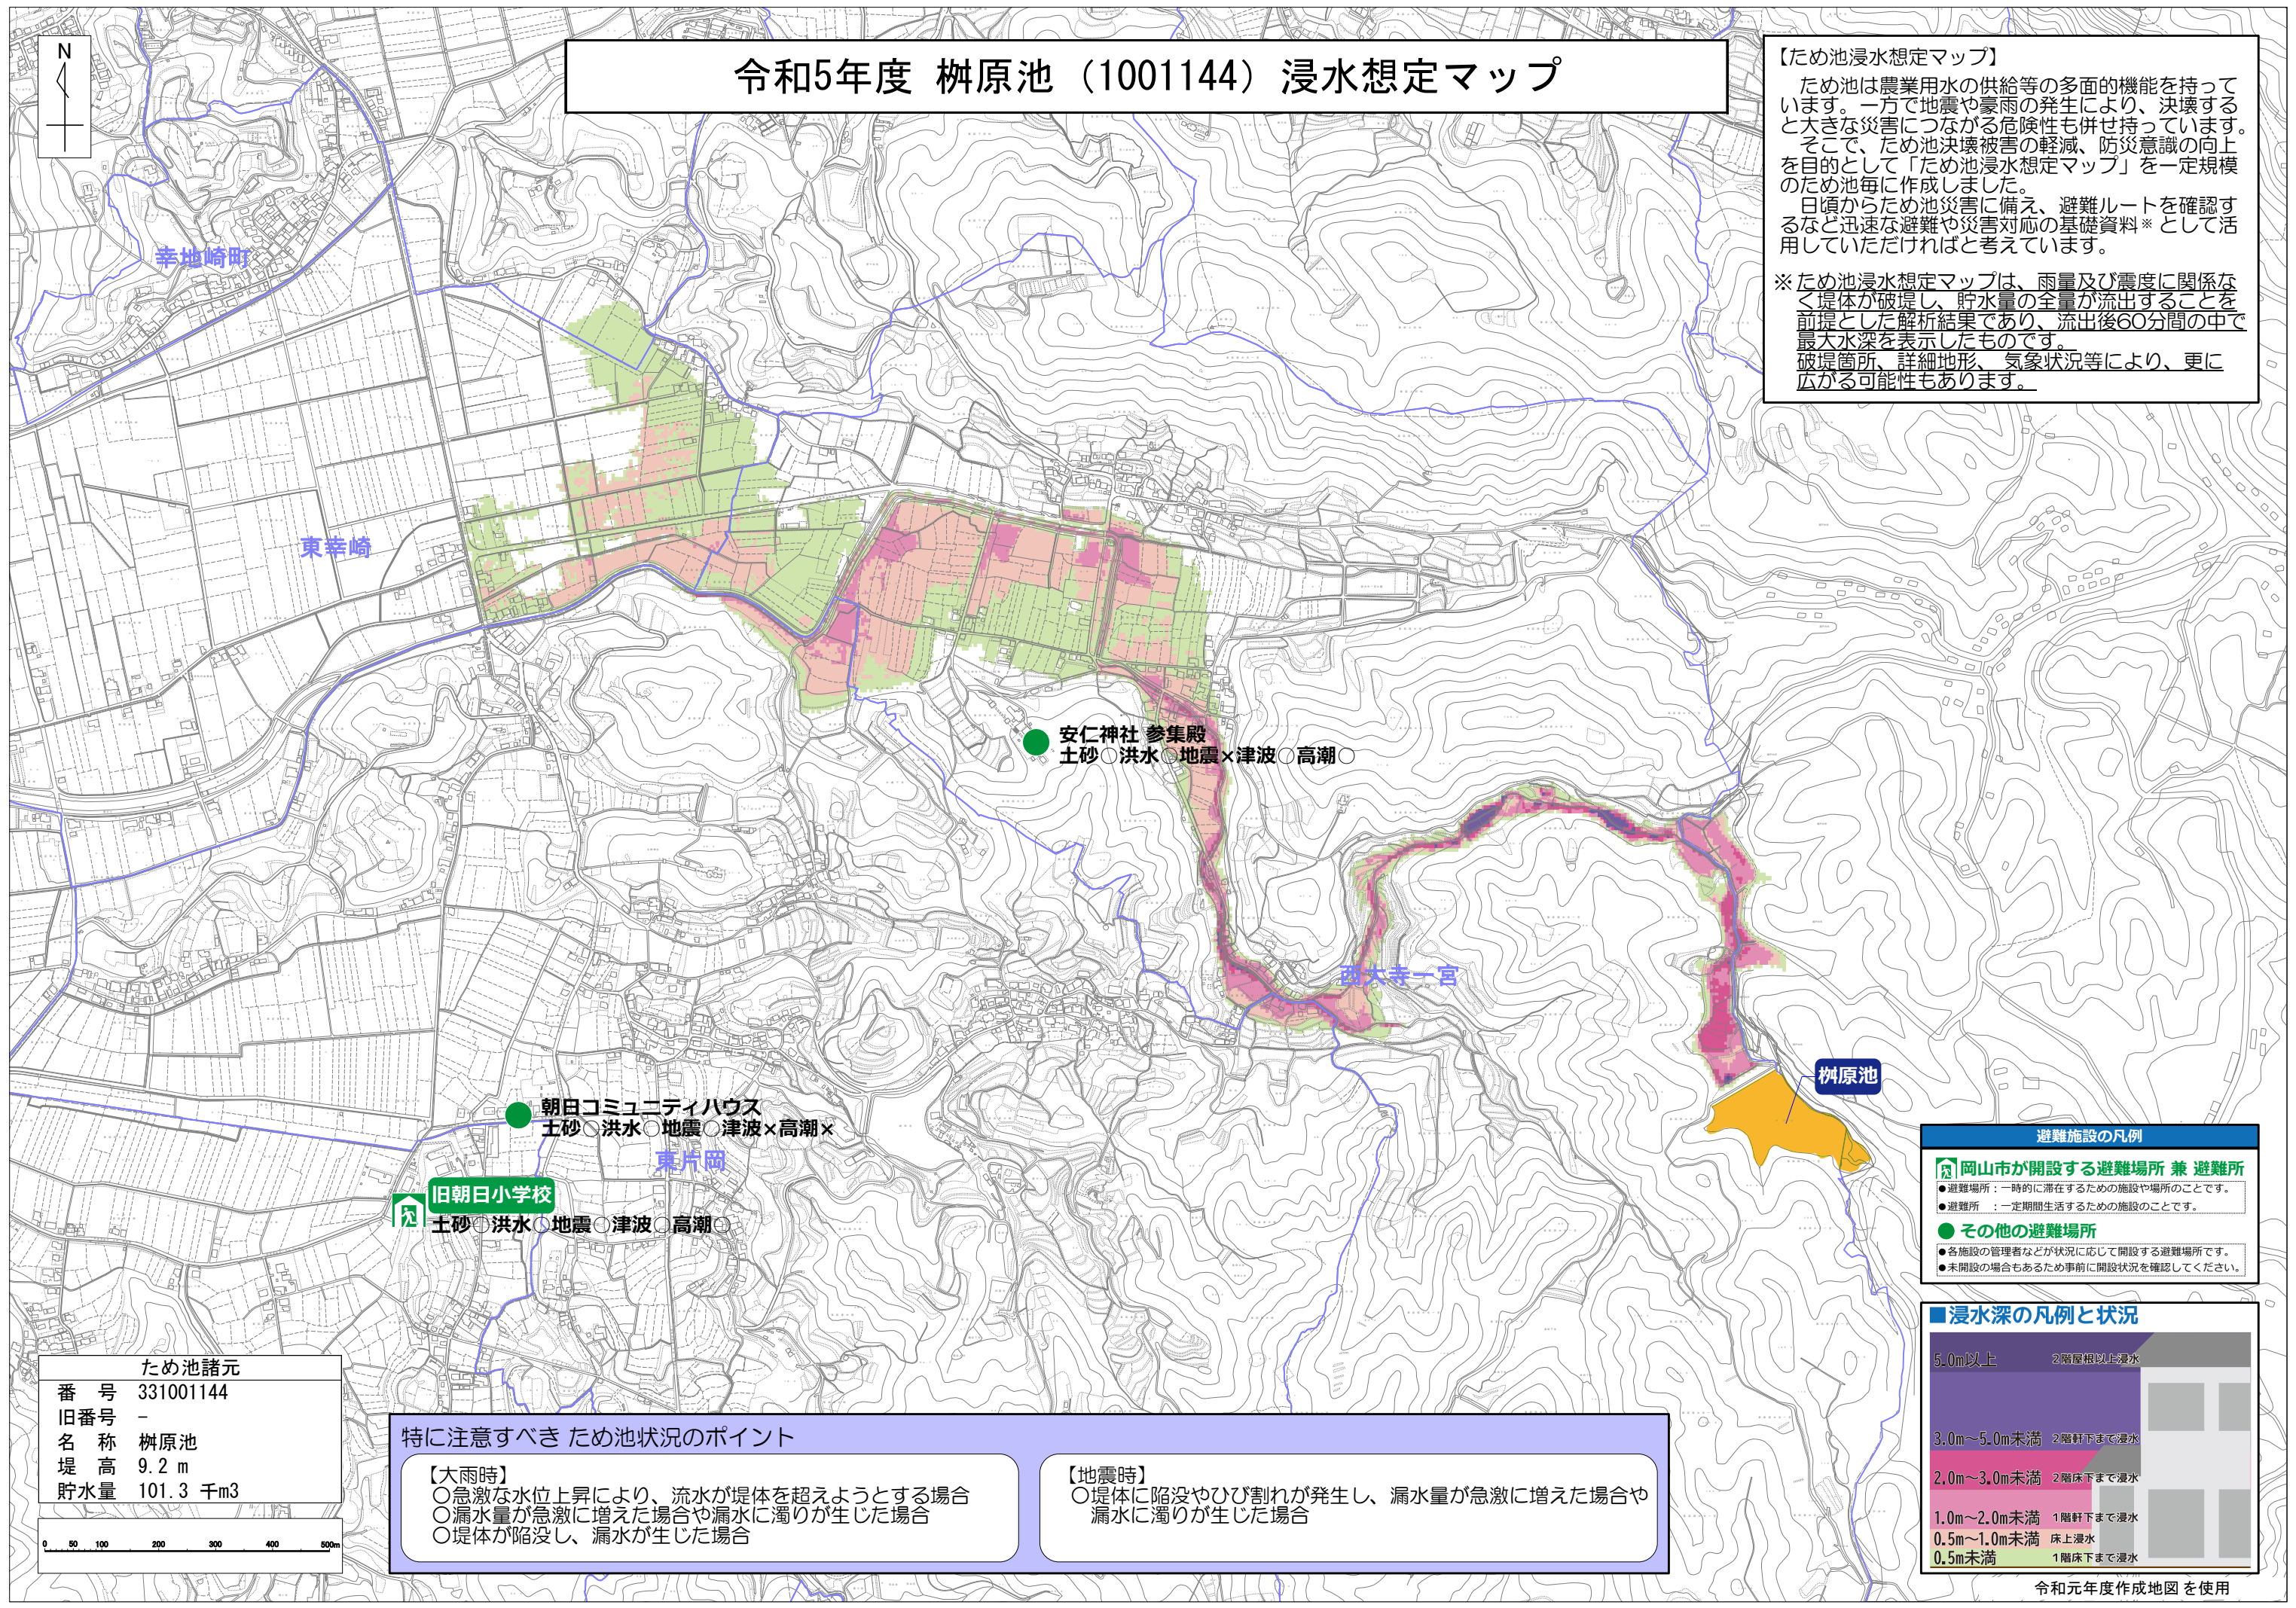 令和5年度 桝原池（1001144）浸水想定マップ
N
【ため池浸水想定マップ】
ため池は農業用水の供給等の多面的機能を持って
います。一方で地震や豪雨の発生により、決壊する
と大きな災害につながる危険性も併せ持っています。
そこで、ため池決壊被害の軽減、防災意識の向上
を目的として「ため池浸水想定マップ」を一定規模
のため池毎に作成しました。
日頃からため池災害に備え、避難ルートを確認す
るなど迅速な避難や災害対応の基礎資料※として活
用していただければと考えています。
※ため池浸水想定マップは、雨量及び震度に関係な
く堤体が破堤し、貯水量の全量が流出することを
前提とした解析結果であり、流出後60分間の中で
最大水深を表示したものです。
破堤箇所、詳細地形、気象状況等により、更に
広がる可能性もあります。
幸地崎町
東幸崎
安仁神社 参集殿
土砂○洪水○地震×津波○高潮○
西大寺一宮
桝原池
朝日コミュニティハウス
土砂○洪水○地震○津波×高潮×
東片岡
旧朝日小学校
土砂○洪水○地震○津波○高潮○
避難施設の凡例
岡山市が開設する避難場所 兼 避難所
●避難場所：一時的に滞在するための施設や場所のことです。
●避難所　：一定期間生活するための施設のことです。
● その他の避難場所
●各施設の管理者などが状況に応じて開設する避難場所です。
●未開設の場合もあるため事前に開設状況を確認してください。
■浸水深の凡例と状況
5.0m以上 2階屋根以上浸水
3.0m～5.0m未満 2階軒下まで浸水
2.0m～3.0m未満 2階床下まで浸水
1.0m～2.0m未満 1階軒下まで浸水
0.5m～1.0m未満 床上浸水
0.5m未満 1階床下まで浸水
令和元年度作成地図を使用
ため池諸元
番　号 331001144
旧番号 -
名　称 桝原池
堤　高 9.2 m
貯水量 101.3 千m3
0 50 100 200 300 400 500m
特に注意すべき ため池状況のポイント
【大雨時】
○急激な水位上昇により、流水が堤体を超えようとする場合
○漏水量が急激に増えた場合や漏水に濁りが生じた場合
○堤体が陥没し、漏水が生じた場合
【地震時】
○堤体に陥没やひび割れが発生し、漏水量が急激に増えた場合や
漏水に濁りが生じた場合